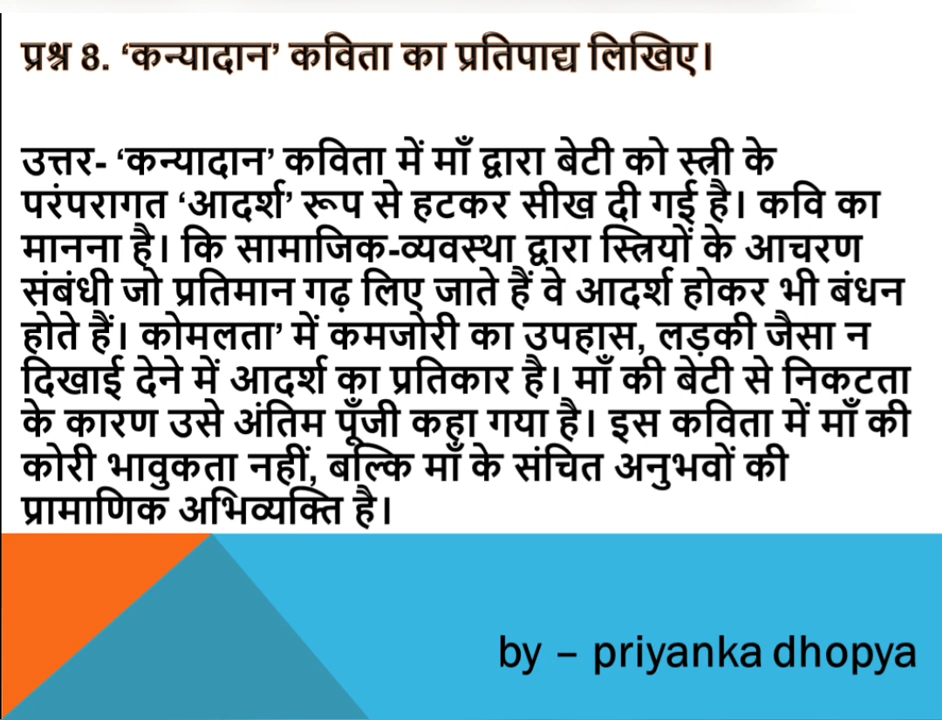 प्रश्न 8. ‘कन्यादान’ कविता का प्रतिपाद्य लिखिए।
उत्तर- ‘कन्यादान’ कविता में माँ द्वारा बेटी को स्त्री के
परंपरागत ‘आदर्श’ रूप से हटकर सीख दी गई है। कवि का
मानना है। कि सामाजिक-व्यवस्था द्वारा स्त्रियों के आचरण
संबंधी जो प्रतिमान गढ़ लिए जाते हैं वे आदर्श होकर भी बंधन
होते हैं। कोमलता’ में कमजोरी का उपहास, लड़की जैसा न
दिखाई देने में आदर्श का प्रतिकार है। माँ की बेटी से निकटता
के कारण उसे अंतिम पूँजी कहा गया है। इस कविता में माँ की
कोरी भावुकता नहीं, बल्कि माँ के संचित अनुभवों की
प्रामाणिक अभिव्यक्ति है।
by – priyanka dhopya